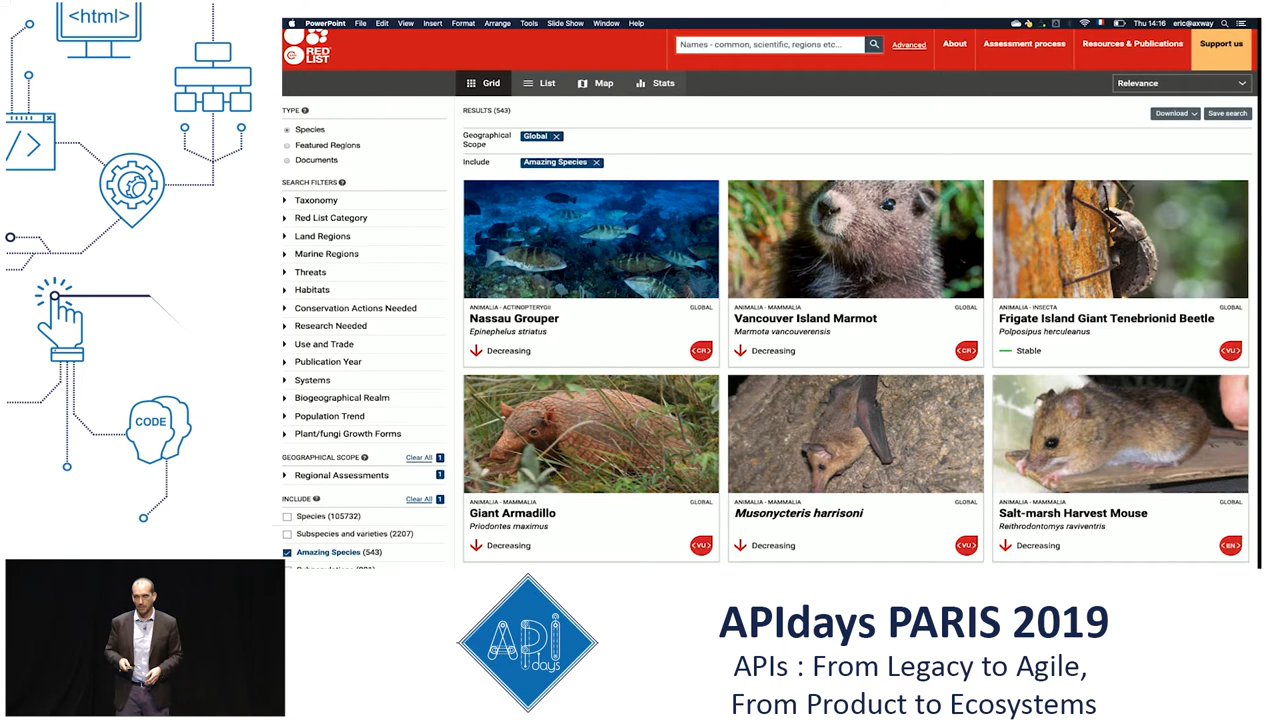 <html>
</>
CODE
PowerPoint File Edit View Insert Format Arrange Tools Slide Show Window Help
Thu 14:16 eric@axway
RED
LIST
Names - common, scientific, regions etc...
Advanced
About
Assessment process
Resources & Publications
Support us
Grid
List
Map
Stats
Relevance
TYPE
Species
Featured Regions
Documents
SEARCH FILTERS
Taxonomy
Red List Category
Land Regions
Marine Regions
Threats
Habitats
Conservation Actions Needed
Research Needed
Use and Trade
Publication Year
Systems
Biogeographical Realm
Population Trend
Plant/fungi Growth Forms
GEOGRAPHICAL SCOPE Clear All 1
Regional Assessments 1
INCLUDE Clear All 1
Species (105732)
Subspecies and varieties (2207)
Amazing Species (543)
RESULTS (543)
Download
Save search
Geographical
Scope
Global ×
Include
Amazing Species ×
ANIMALIA - ACTINOPTERYGII GLOBAL
Nassau Grouper
Epinephelus striatus
Decreasing CR
ANIMALIA - MAMMALIA GLOBAL
Vancouver Island Marmot
Marmota vancouverensis
Decreasing CR
ANIMALIA - INSECTA GLOBAL
Frigate Island Giant Tenebrionid Beetle
Polposipus herculeanus
Stable VU
ANIMALIA - MAMMALIA GLOBAL
Giant Armadillo
Priodontes maximus
Decreasing VU
ANIMALIA - MAMMALIA GLOBAL
Musonycteris harrisoni
Decreasing VU
ANIMALIA - MAMMALIA GLOBAL
Salt-marsh Harvest Mouse
Reithrodontomys raviventris
Decreasing EN
API
days
APIdays PARIS 2019
APIs : From Legacy to Agile,
From Product to Ecosystems